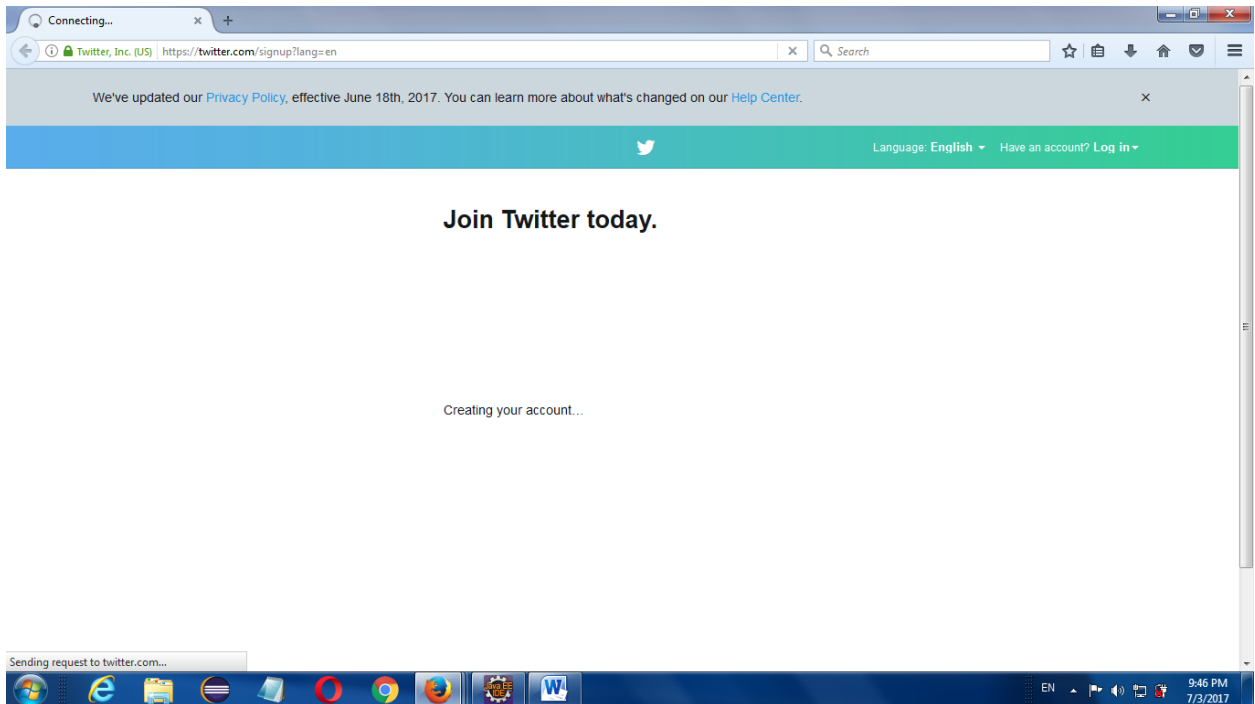 Connecting...
Twitter, Inc. (US) https://twitter.com/signup?lang=en Search
We've updated our Privacy Policy, effective June 18th, 2017. You can learn more about what's changed on our Help Center.
Language: English Have an account? Log in
Join Twitter today.
Creating your account...
Sending request to twitter.com...
Java EE
IDE
W
EN
9:46 PM
7/3/2017